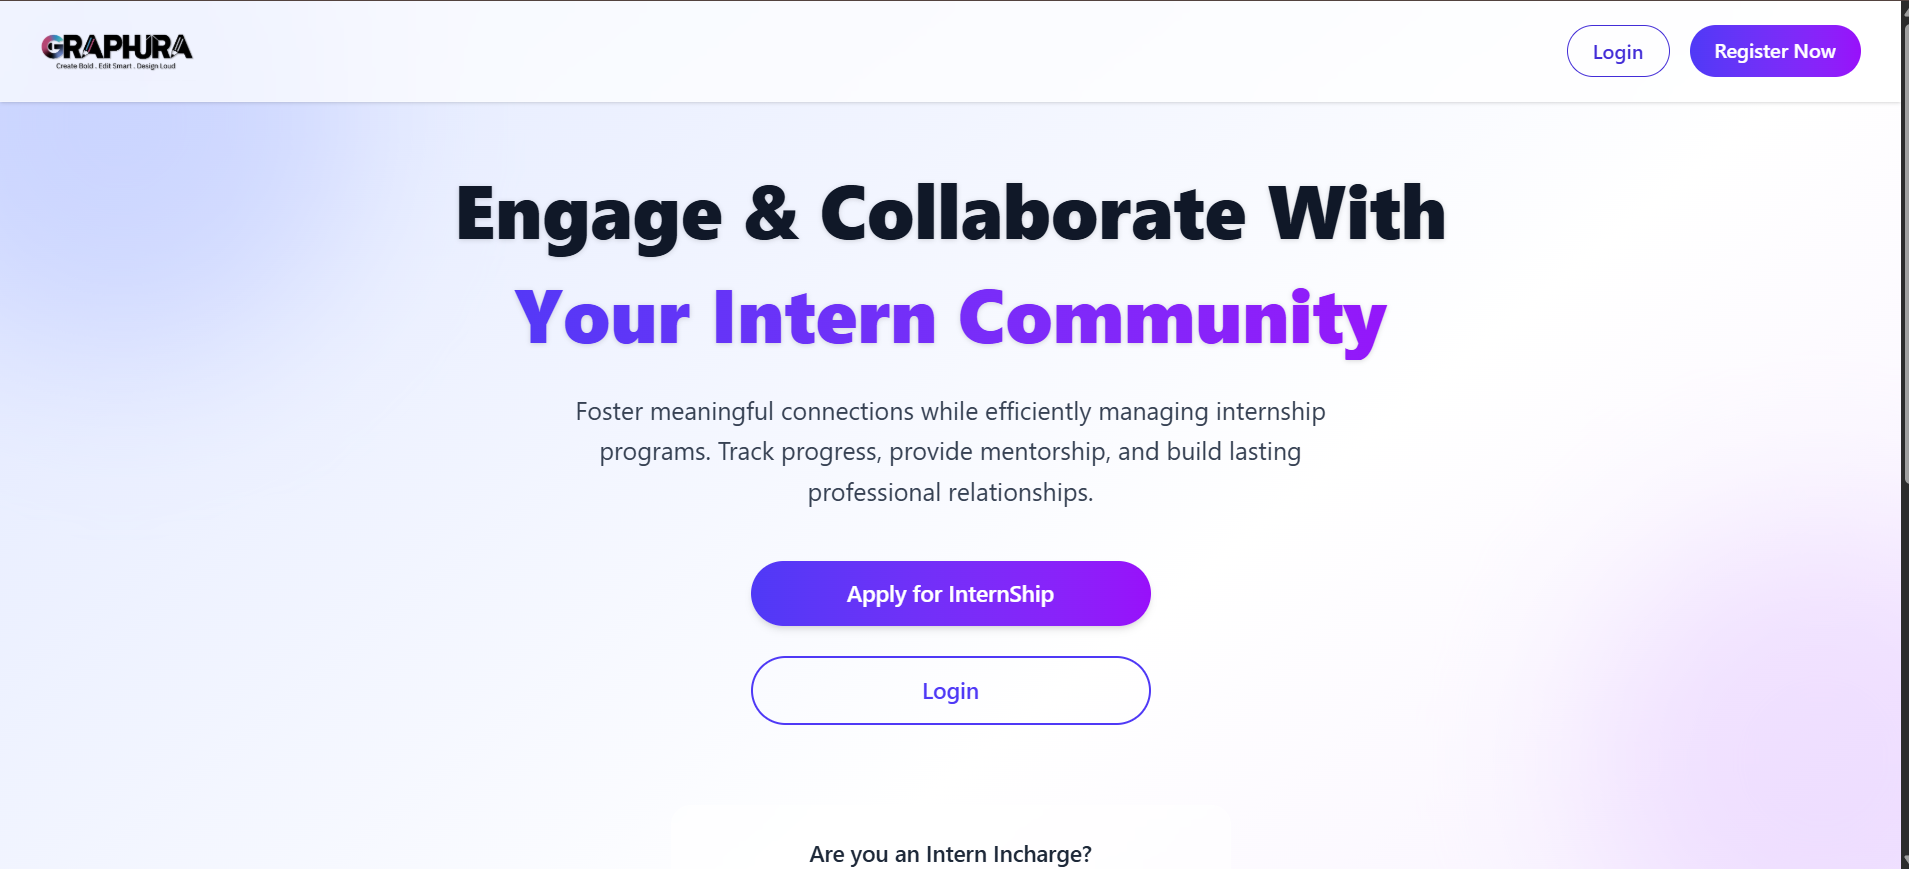 GRAPHURA
Create Bold . Edit Smart . Design Loud
Login
Register Now
Engage & Collaborate With
Your Intern Community
Foster meaningful connections while efficiently managing internship
programs. Track progress, provide mentorship, and build lasting
professional relationships.
Apply for InternShip
Login
Are you an Intern Incharge?